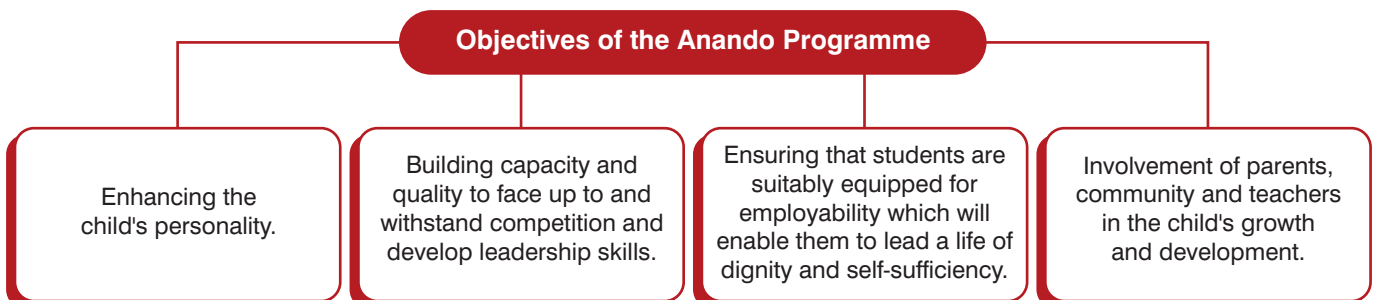 Objectives of the Anando Programme
Enhancing the
child's personality.
Building capacity and
quality to face up to and
withstand competition and
develop leadership skills.
Ensuring that students are
suitably equipped for
employability which will
enable them to lead a life of
dignity and self-sufficiency.
Involvement of parents,
community and teachers
in the child's growth
and development.